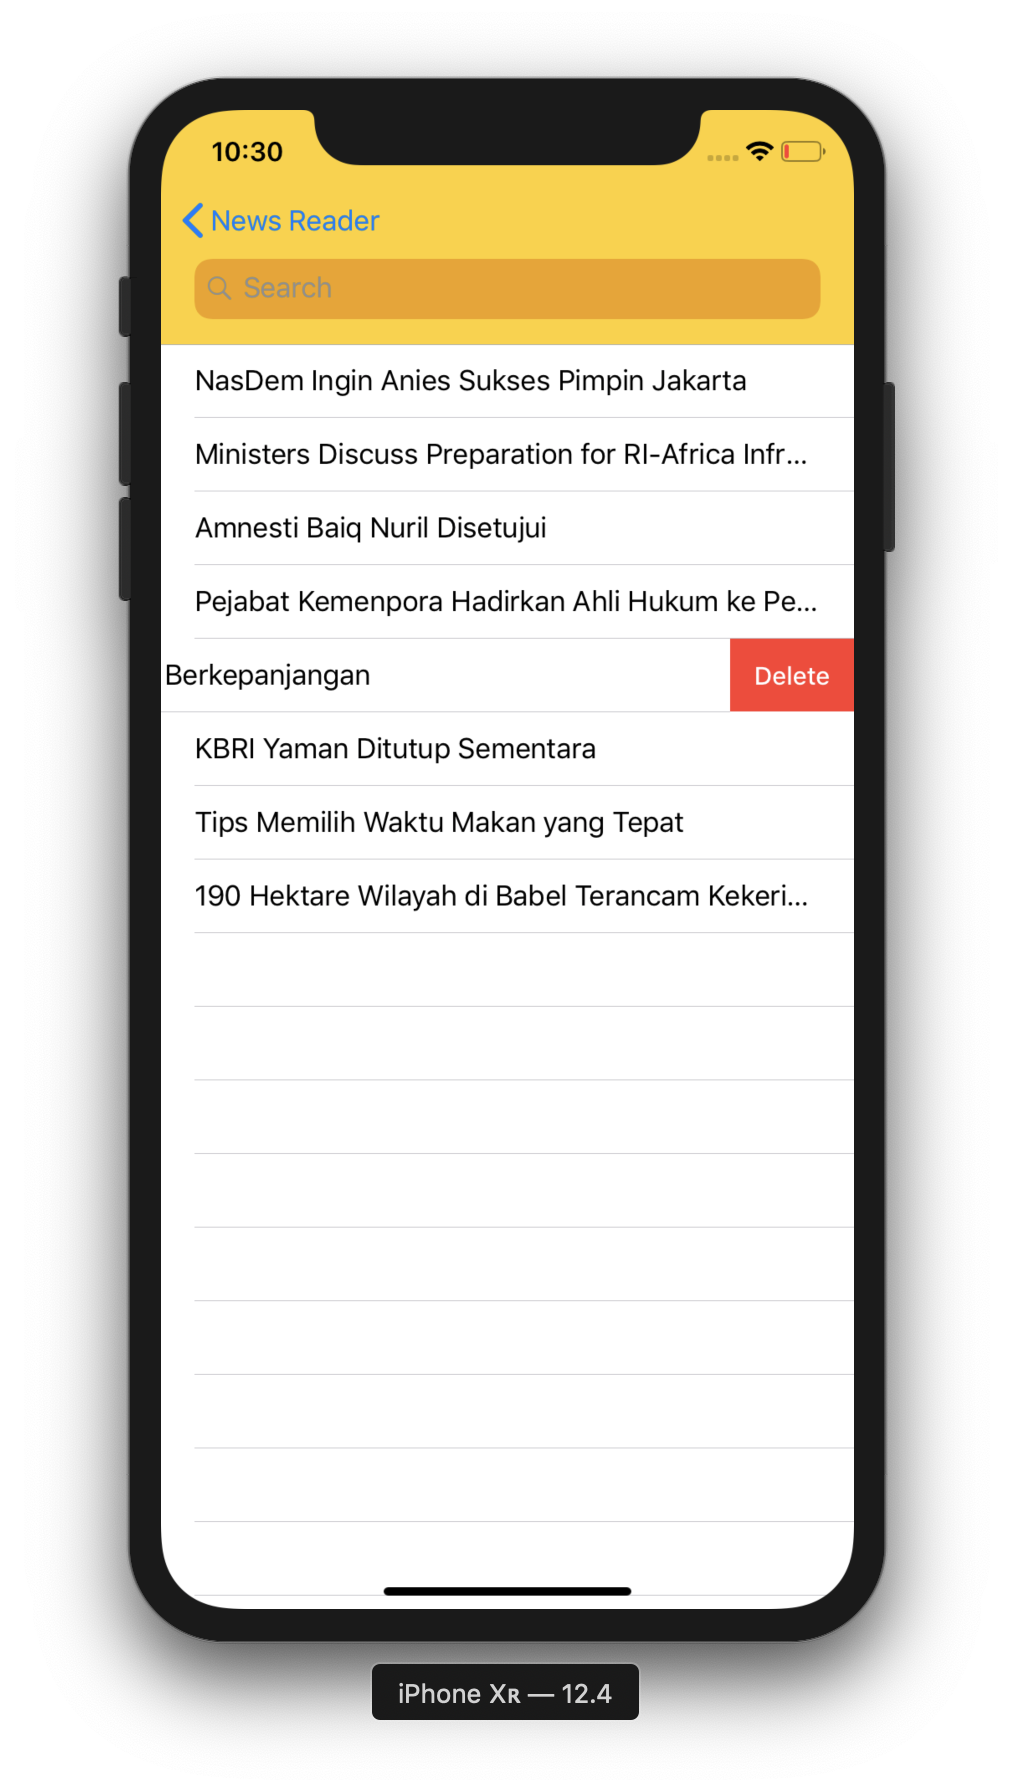 10:30
News Reader
Search
NasDem Ingin Anies Sukses Pimpin Jakarta
Ministers Discuss Preparation for RI-Africa Infr...
Amnesti Baiq Nuril Disetujui
Pejabat Kemenpora Hadirkan Ahli Hukum ke Pe...
Berkepanjangan Delete
KBRI Yaman Ditutup Sementara
Tips Memilih Waktu Makan yang Tepat
190 Hektare Wilayah di Babel Terancam Kekeri...
iPhone Xʀ — 12.4